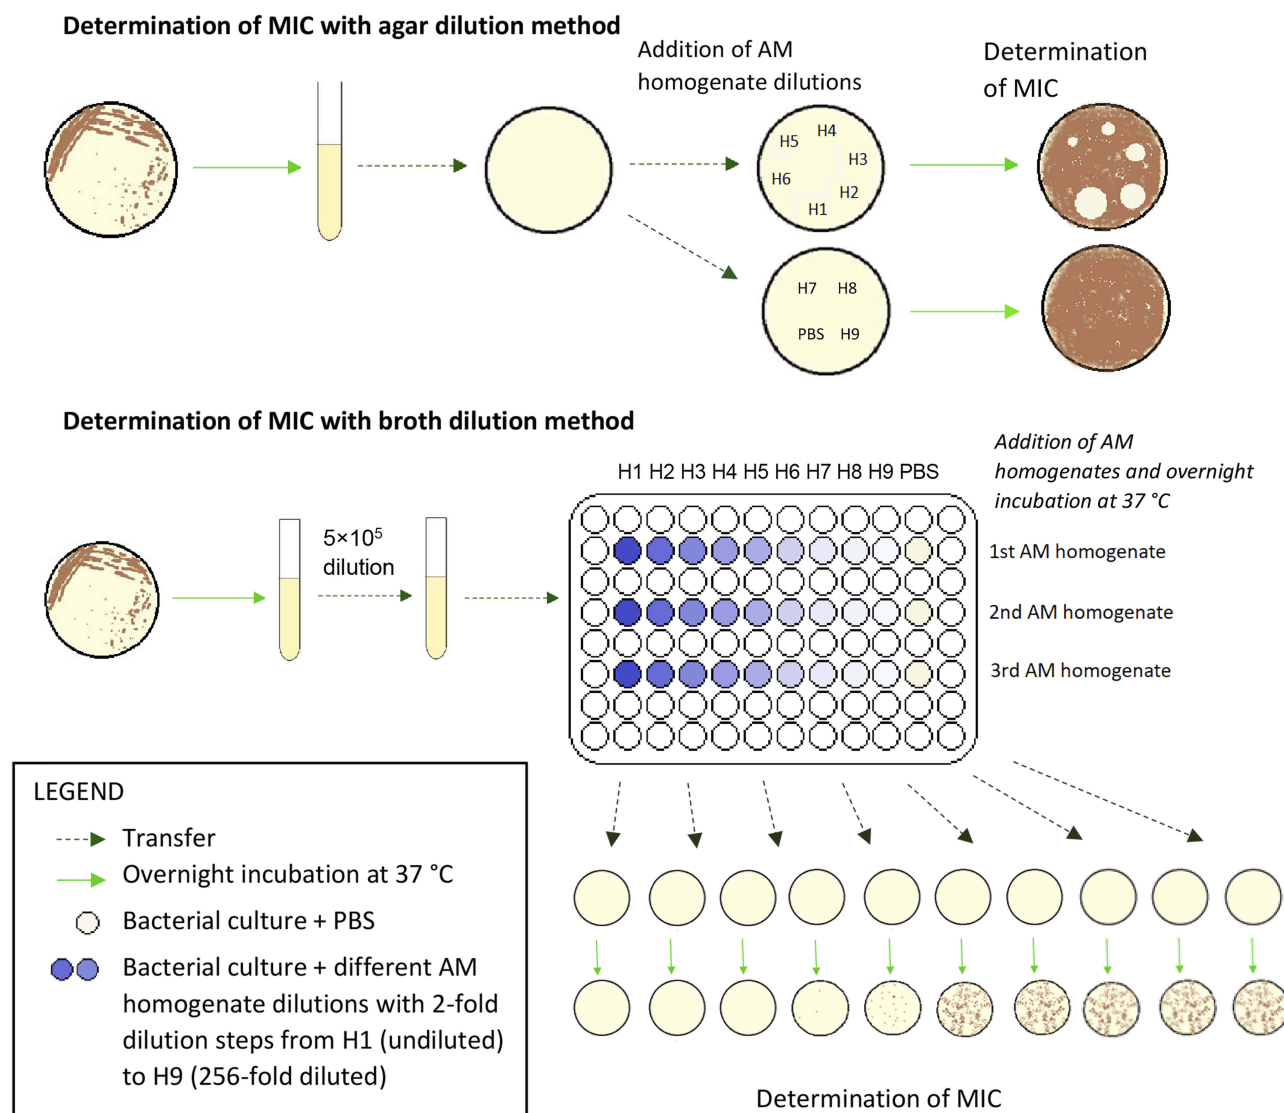 Determination of MIC with agar dilution method
Addition of AM
homogenate dilutions
Determination
of MIC
H4
H5
H3
H6
H2
H1
H7 H8
PBS H9
Determination of MIC with broth dilution method
Addition of AM
homogenates and overnight
incubation at 37 °C
H1 H2 H3 H4 H5 H6 H7 H8 H9 PBS
5×10⁵
dilution
1st AM homogenate
2nd AM homogenate
3rd AM homogenate
LEGEND
Transfer
Overnight incubation at 37 °C
Bacterial culture + PBS
Bacterial culture + different AM
homogenate dilutions with 2-fold
dilution steps from H1 (undiluted)
to H9 (256-fold diluted)
Determination of MIC